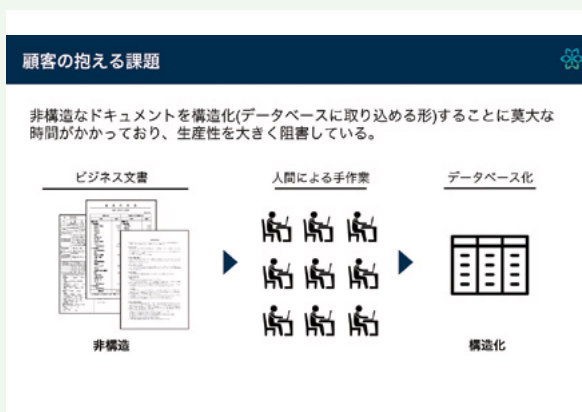 顧客の抱える課題
非構造なドキュメントを構造化(データベースに取り込める形)することに莫大な
時間がかかっており、生産性を大きく阻害している。
ビジネス文書
人間による手作業
データベース化
非構造
構造化